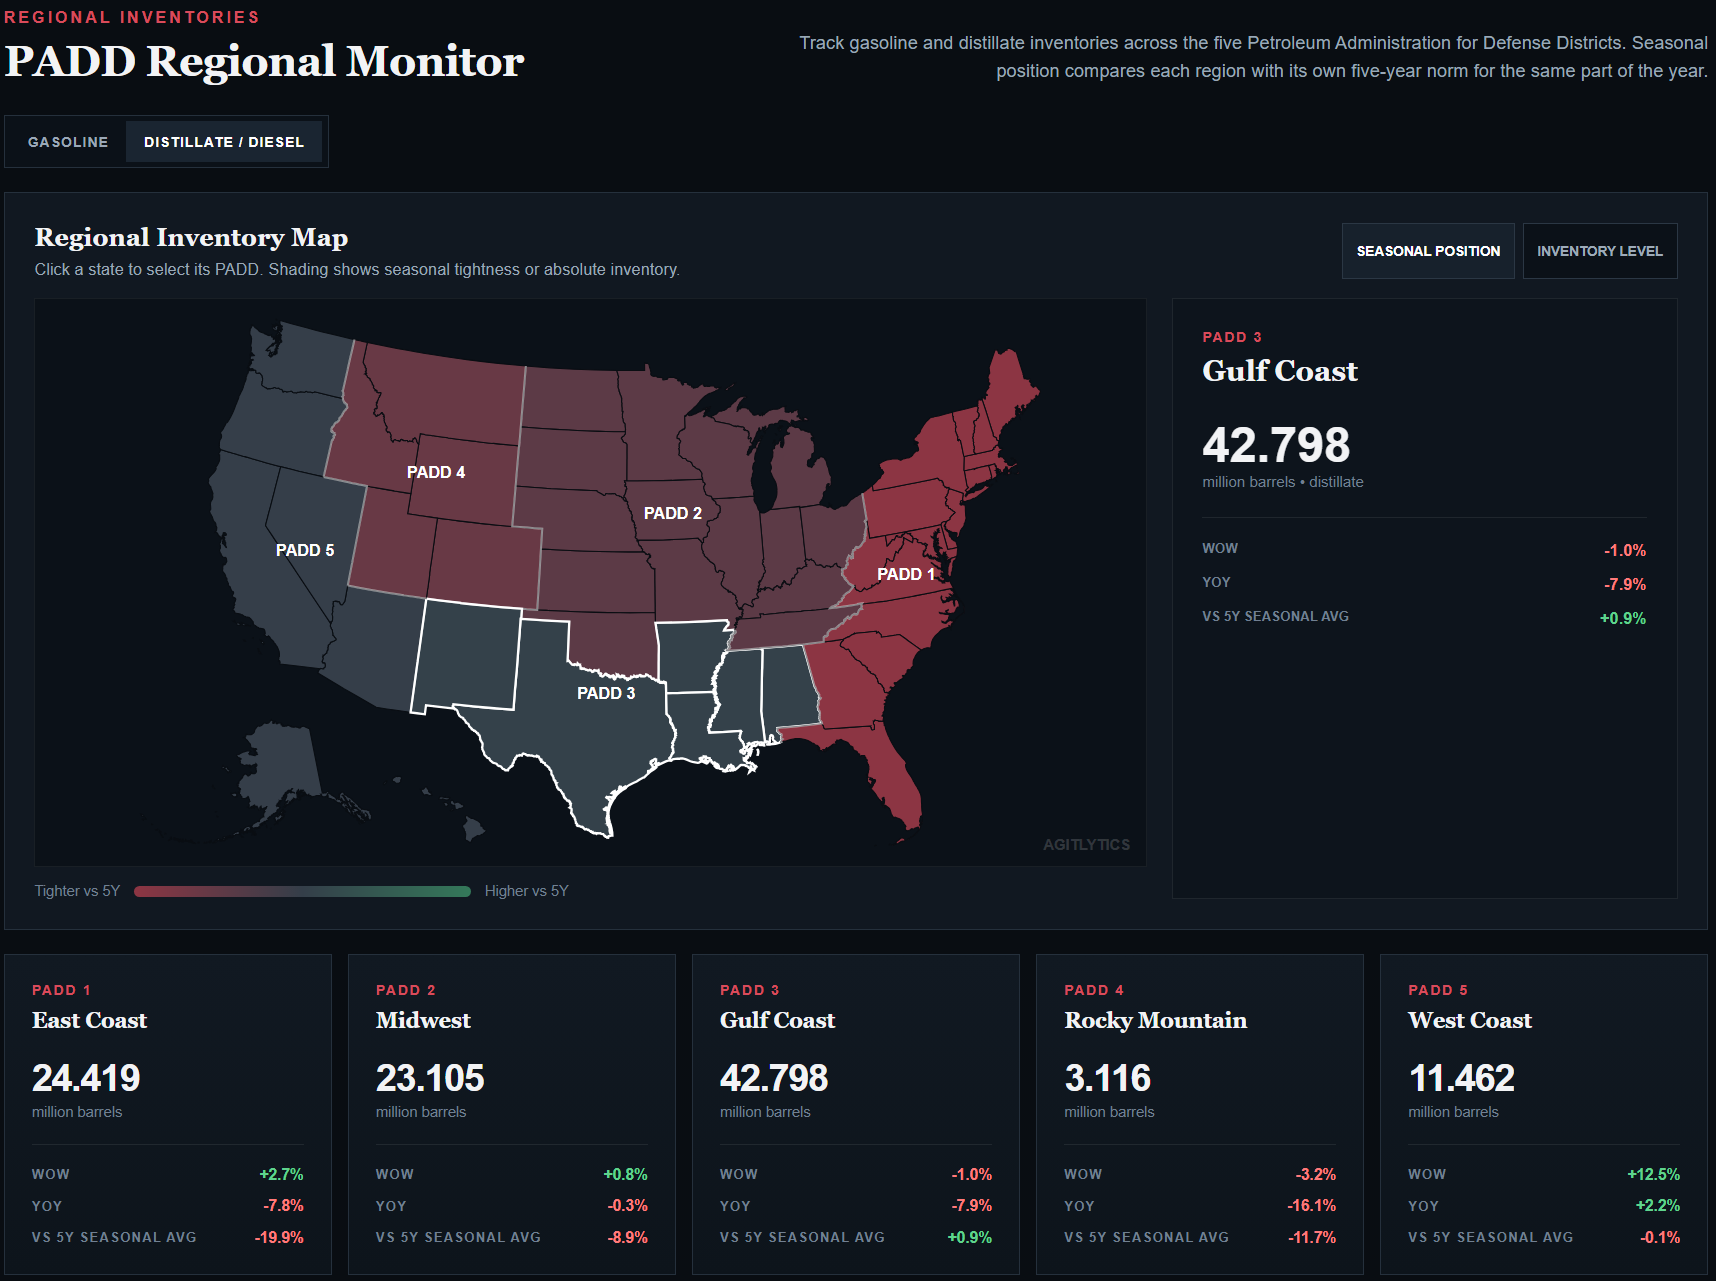 REGIONAL INVENTORIES
PADD Regional Monitor
Track gasoline and distillate inventories across the five Petroleum Administration for Defense Districts. Seasonal
position compares each region with its own five-year norm for the same part of the year.
GASOLINE
DISTILLATE / DIESEL
Regional Inventory Map
Click a state to select its PADD. Shading shows seasonal tightness or absolute inventory.
SEASONAL POSITION
INVENTORY LEVEL
PADD 4
PADD 2
PADD 5
PADD 1
PADD 3
AGITLYTICS
Tighter vs 5Y
Higher vs 5Y
PADD 3
Gulf Coast
42.798
million barrels • distillate
WOW -1.0%
YOY -7.9%
VS 5Y SEASONAL AVG +0.9%
PADD 1
East Coast
24.419
million barrels
WOW +2.7%
YOY -7.8%
VS 5Y SEASONAL AVG -19.9%
PADD 2
Midwest
23.105
million barrels
WOW +0.8%
YOY -0.3%
VS 5Y SEASONAL AVG -8.9%
PADD 3
Gulf Coast
42.798
million barrels
WOW -1.0%
YOY -7.9%
VS 5Y SEASONAL AVG +0.9%
PADD 4
Rocky Mountain
3.116
million barrels
WOW -3.2%
YOY -16.1%
VS 5Y SEASONAL AVG -11.7%
PADD 5
West Coast
11.462
million barrels
WOW +12.5%
YOY +2.2%
VS 5Y SEASONAL AVG -0.1%